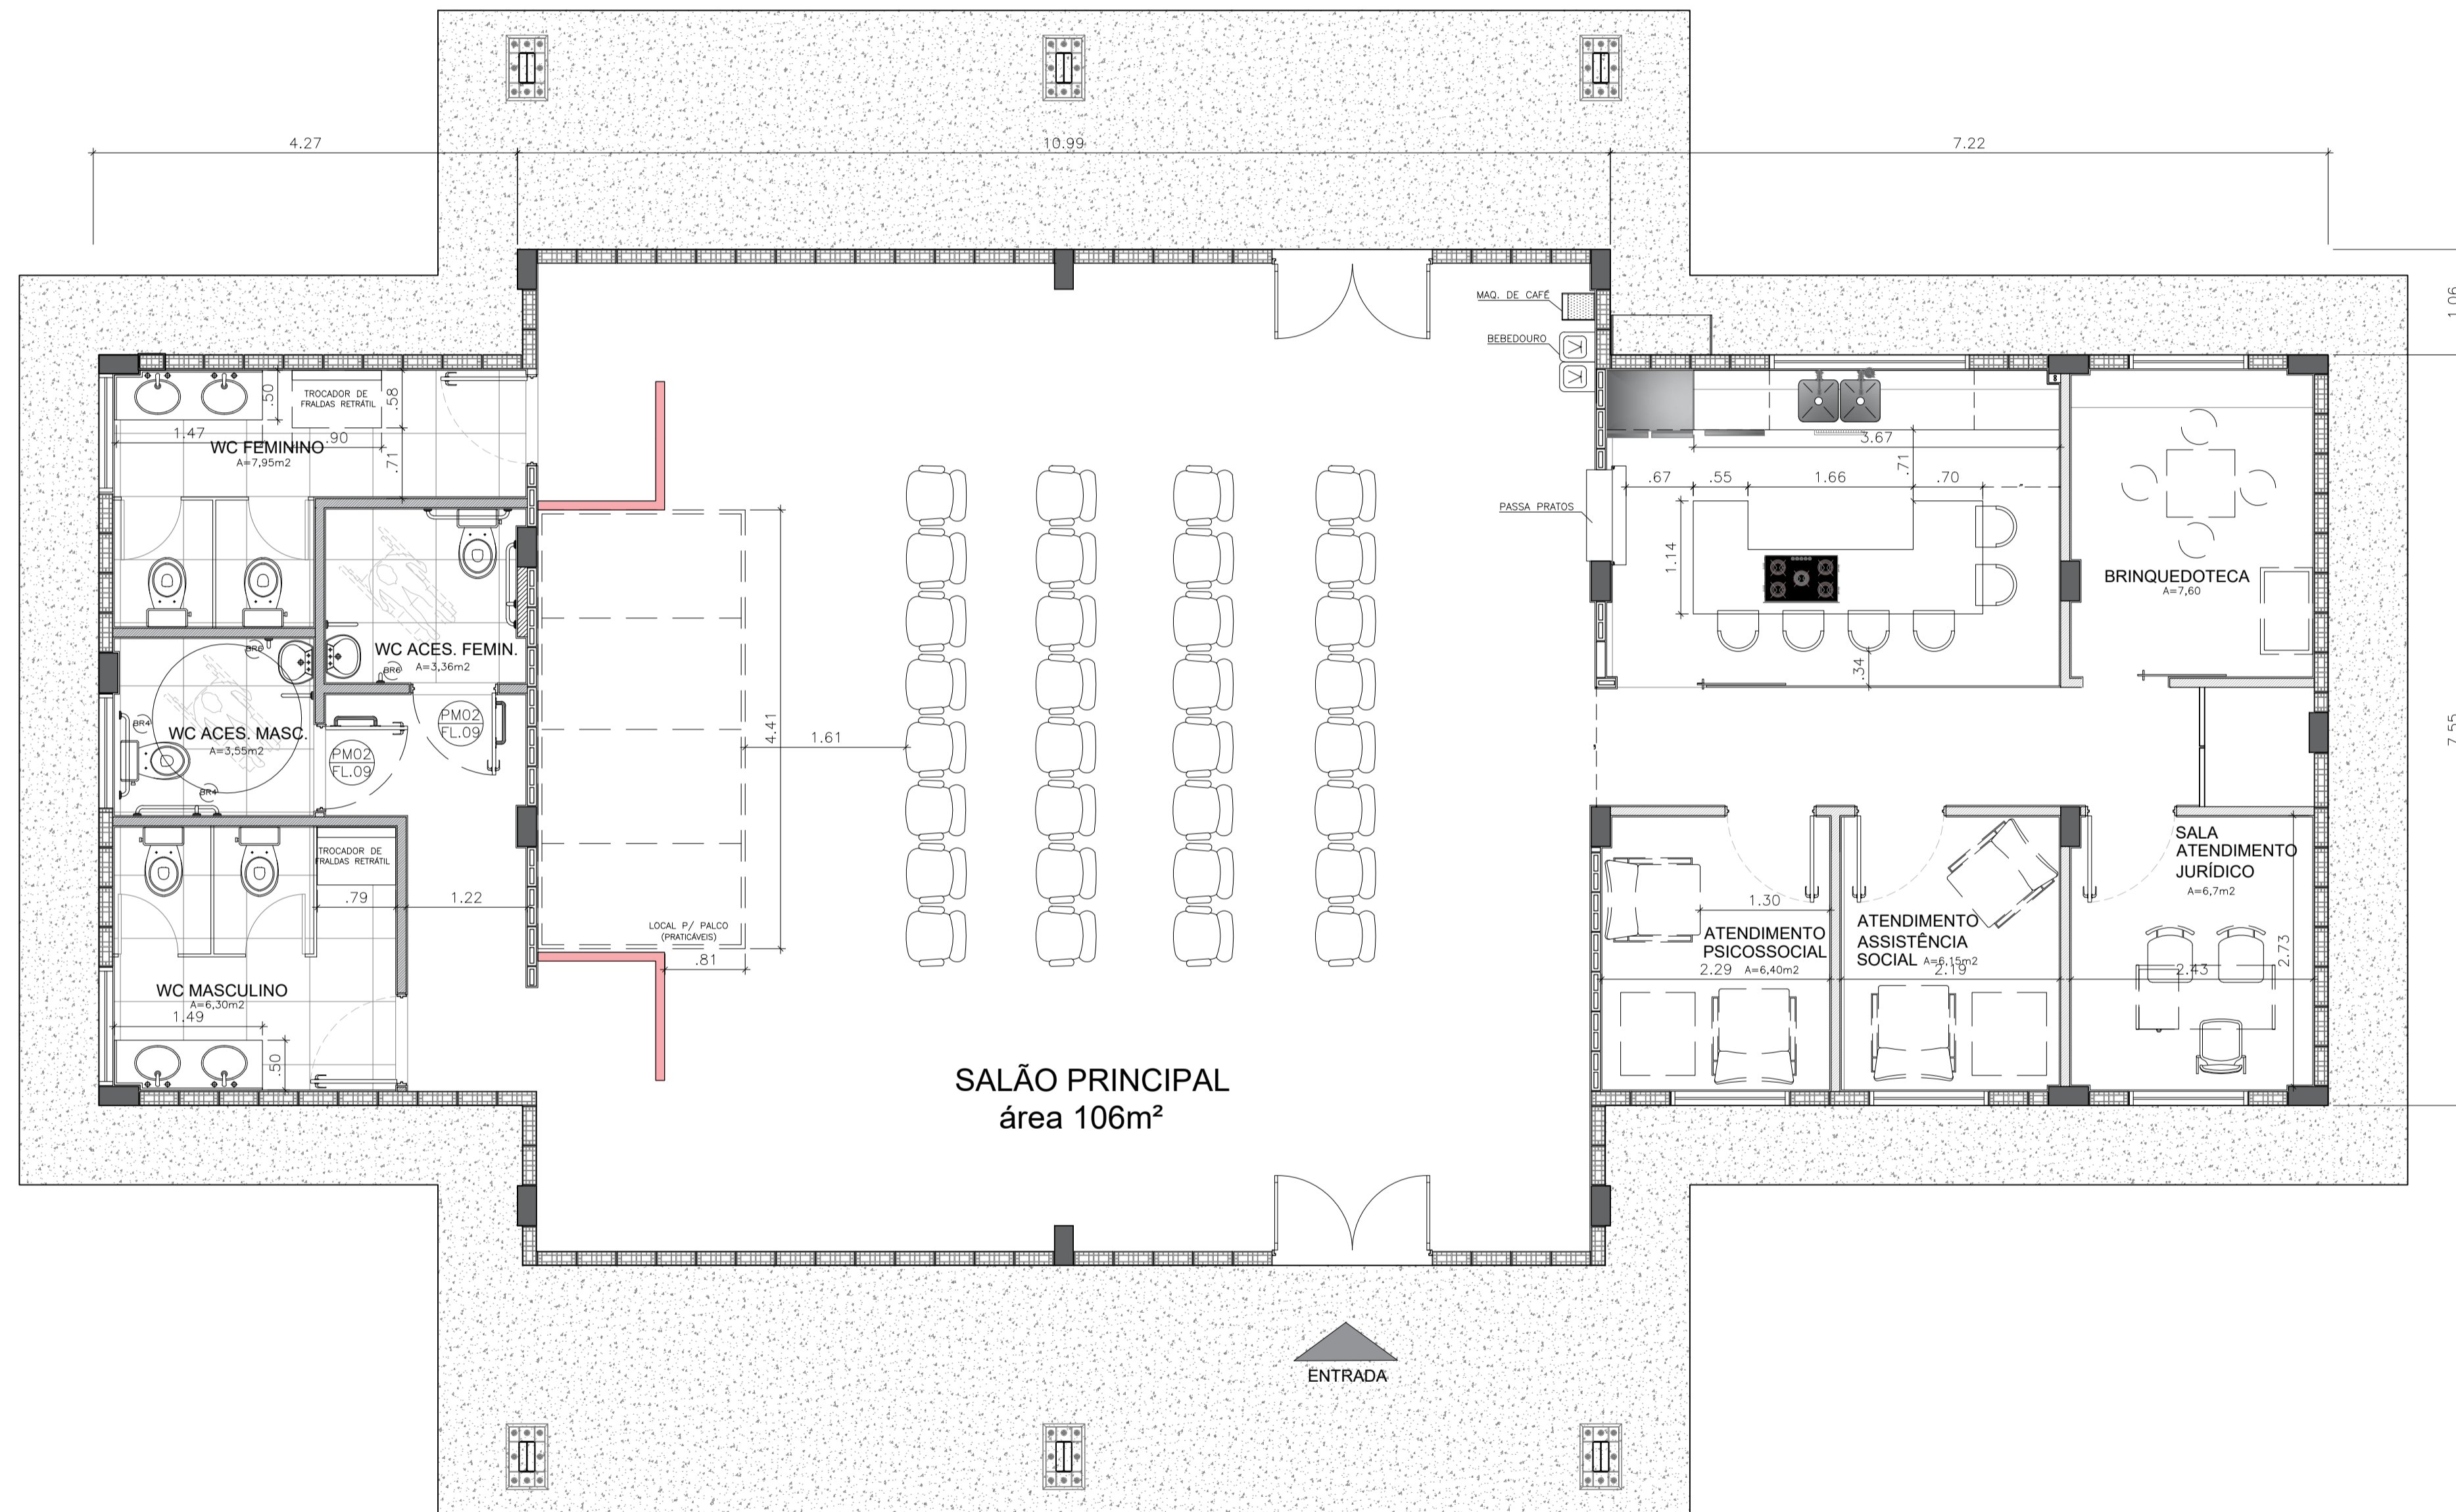 4.27
10.99
7.22
1.06
MAQ. DE CAFÉ
BEBEDOURO
TROCADOR DE
FRALDAS RETRÁTIL
.50
.58
1.47
.90
.71
WC FEMININO
A=7,95m2
3.67
.71
.67
.55
1.66
.70
PASSA PRATOS
1.14
BRINQUEDOTECA
A=7,60
.34
WC ACES. FEMIN.
A=3,36m2
BR6
BR6
BR4
WC ACES. MASC.
A=3,55m2
BR4
PM02
FL.09
PM02
FL.09
4.41
1.61
7.55
TROCADOR DE
FRALDAS RETRÁTIL
.79
1.22
LOCAL P/ PALCO
(PRATICÁVEIS)
.81
WC MASCULINO
A=6,30m2
1.49
.50
1.30
ATENDIMENTO
PSICOSSOCIAL
2.29
A=6,40m2
ATENDIMENTO
ASSISTÊNCIA
SOCIAL A=6,15m2
2.19
SALA
ATENDIMENTO
JURÍDICO
A=6,7m2
2.73
2.43
SALÃO PRINCIPAL
área 106m²
ENTRADA